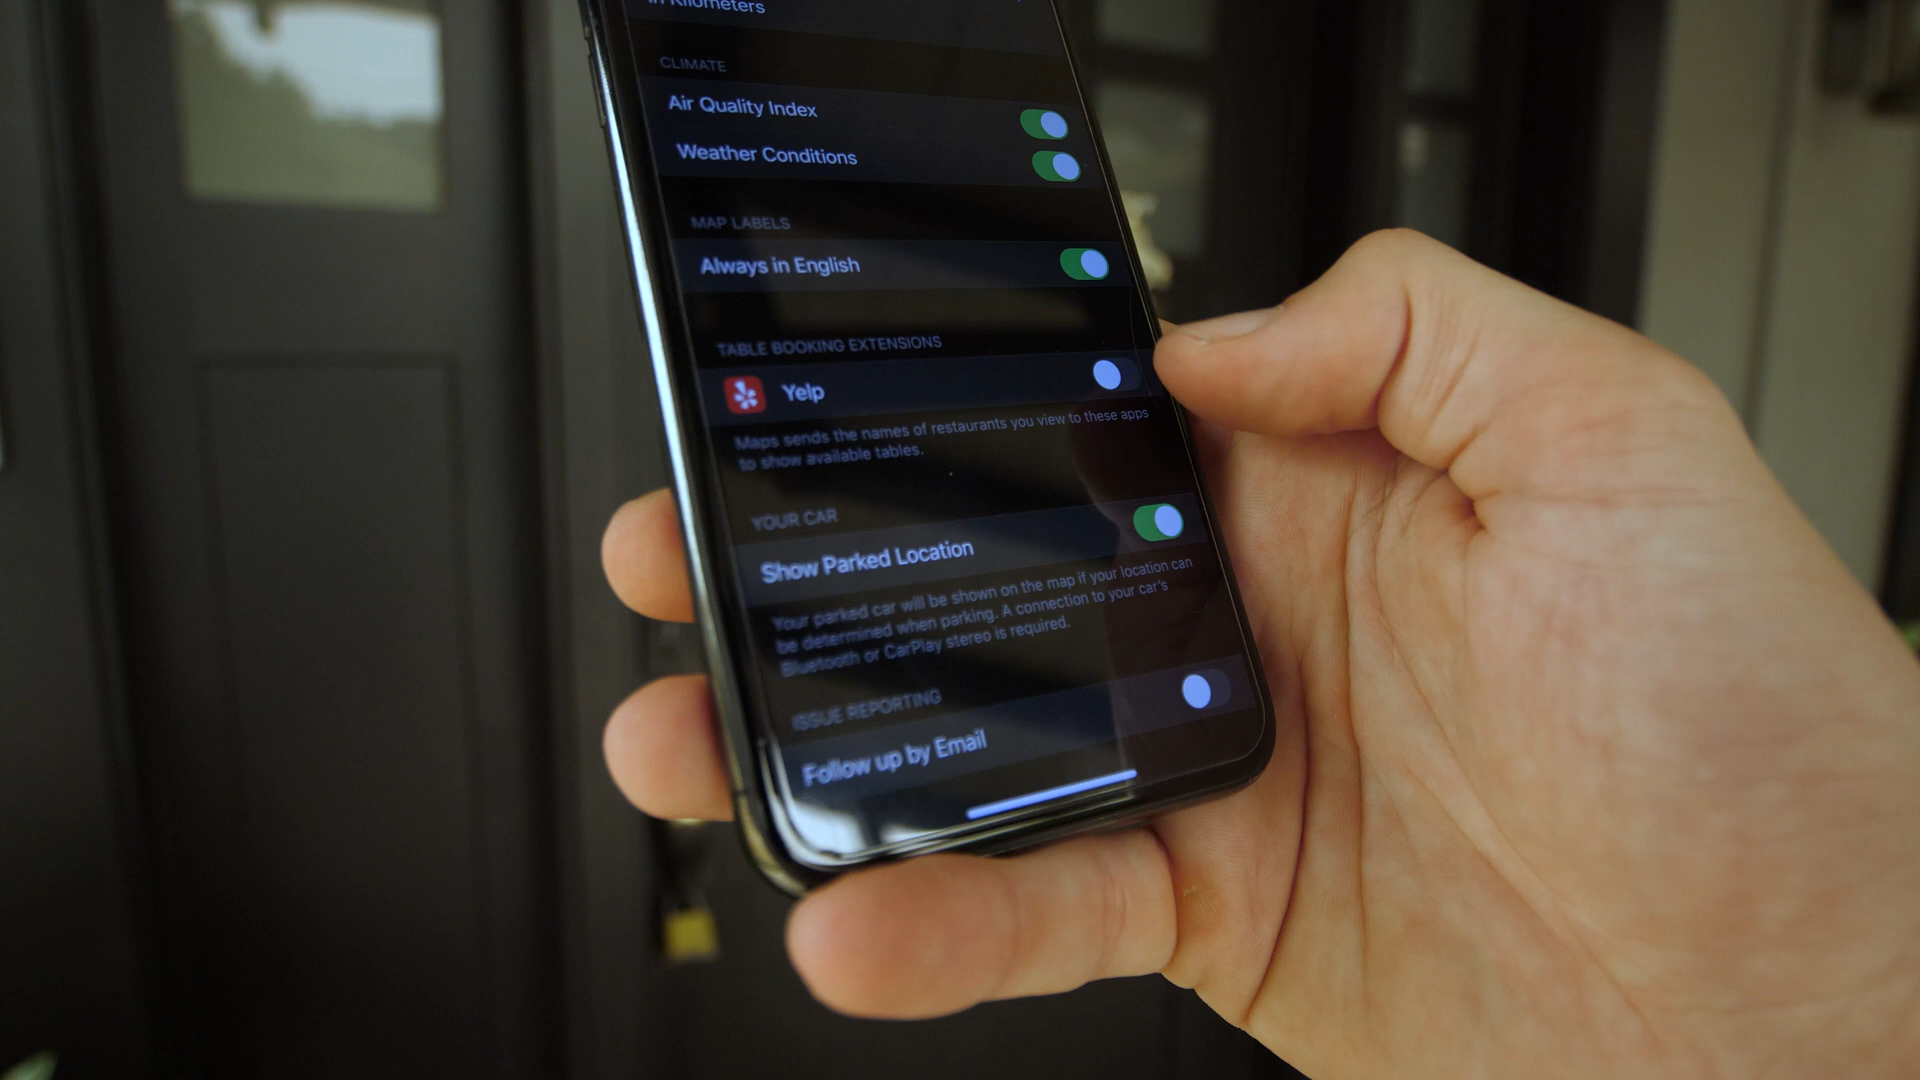 in Kilometers
CLIMATE
Air Quality Index
Weather Conditions
MAP LABELS
Always in English
TABLE BOOKING EXTENSIONS
Yelp
Maps sends the names of restaurants you view to these apps
to show available tables.
YOUR CAR
Show Parked Location
Your parked car will be shown on the map if your location can
be determined when parking. A connection to your car's
Bluetooth or CarPlay stereo is required.
ISSUE REPORTING
Follow up by Email